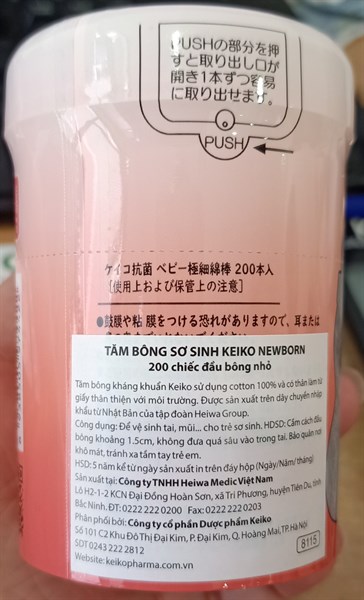 PUSHの部分を押
すと取り出し口が
開き1本ずつ容易
に取り出せます。
PUSH
ケイコ抗菌 ベビー極細綿棒 200本入
[使用上および保管上の注意]
●鼓膜や粘膜をつける恐れがありますので、耳または
TĂM BÔNG SƠ SINH KEIKO NEWBORN
200 chiếc đầu bông nhỏ
Tăm bông kháng khuẩn Keiko sử dụng cotton 100% và có thân làm từ
giấy thân thiện với môi trường. Được sản xuất trên dây chuyền nhập
khẩu từ Nhật Bản của tập đoàn Heiwa Group.
Công dụng: Để vệ sinh tai, mũi... cho trẻ sơ sinh. HDSD: Cầm cách đầu
bông khoảng 1.5cm, không đưa quá sâu vào trong tai. Bảo quản nơi
khô mát, tránh xa tầm tay trẻ em.
HSD: 5 năm kể từ ngày sản xuất in trên đáy hộp (Ngày/Năm/tháng)
Sản xuất tại: Công ty TNHH Heiwa Medic Việt Nam
Lô H2-1-2 KCN Đại Đồng Hoàn Sơn, xã Tri Phương, huyện Tiên Du, tỉnh
Bắc Ninh. ĐT: 0222 222 0200 Fax: 0222 222 0203
Phân phối bởi: Công ty cổ phần Dược phẩm Keiko
Số 101 C2 Khu Đô Thị Đại Kim, P. Đại Kim, Q. Hoàng Mai, TP. Hà Nội
SDT 0243 222 2812
Website: keikopharma.com.vn
8115